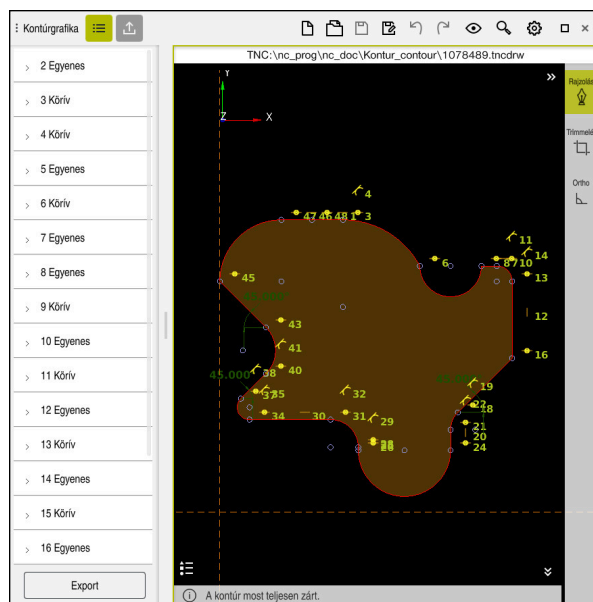 Kontúrgrafika
TNC:\nc_prog\nc_doc\Kontur_contour\1078489.tncdrw
2 Egyenes
3 Körív
4 Körív
5 Egyenes
6 Körív
7 Egyenes
8 Egyenes
9 Körív
10 Egyenes
11 Körív
12 Egyenes
13 Körív
14 Egyenes
15 Körív
16 Egyenes
Export
Y
Z
X
4
47
46
48
1
3
11
14
6
8
7
10
13
45
12
43
16
41
40
38
45.000
19
37
35
32
22
18
34
30
31
29
21
20
24
Rajzolás
Trimmelé
Ortho
A kontúr most teljesen zárt.